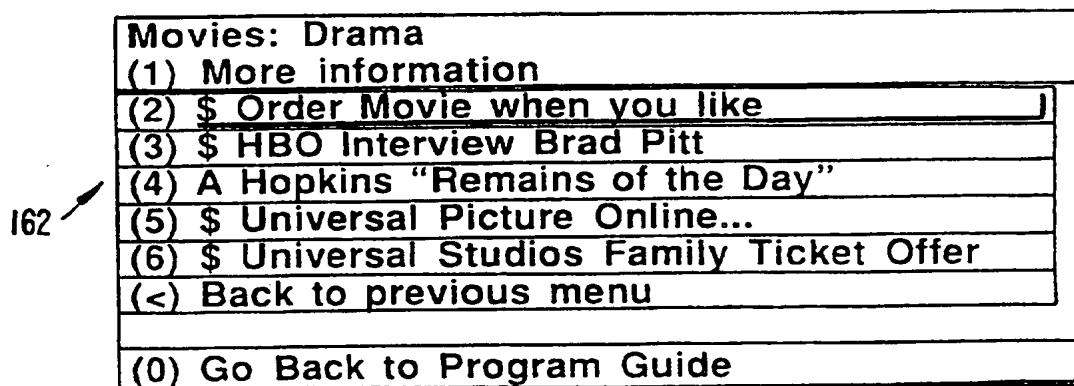 Movies: Drama
(1) More information
(2) $ Order Movie when you like
(3) $ HBO Interview Brad Pitt
(4) A Hopkins “Remains of the Day”
(5) $ Universal Picture Online...
(6) $ Universal Studios Family Ticket Offer
(<) Back to previous menu
(0) Go Back to Program Guide
162